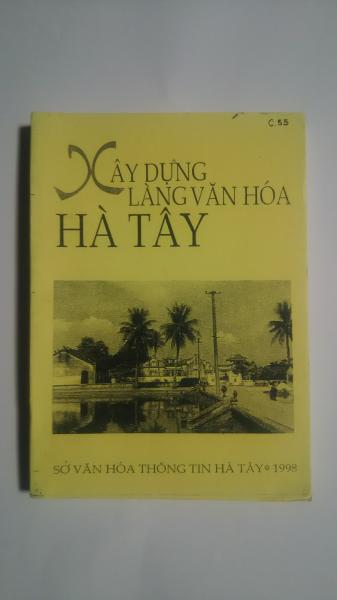 C.55
XÂY DỰNG
LÀNG VĂN HÓA
HÀ TÂY
SỞ VĂN HÓA THÔNG TIN HÀ TÂY * 1998